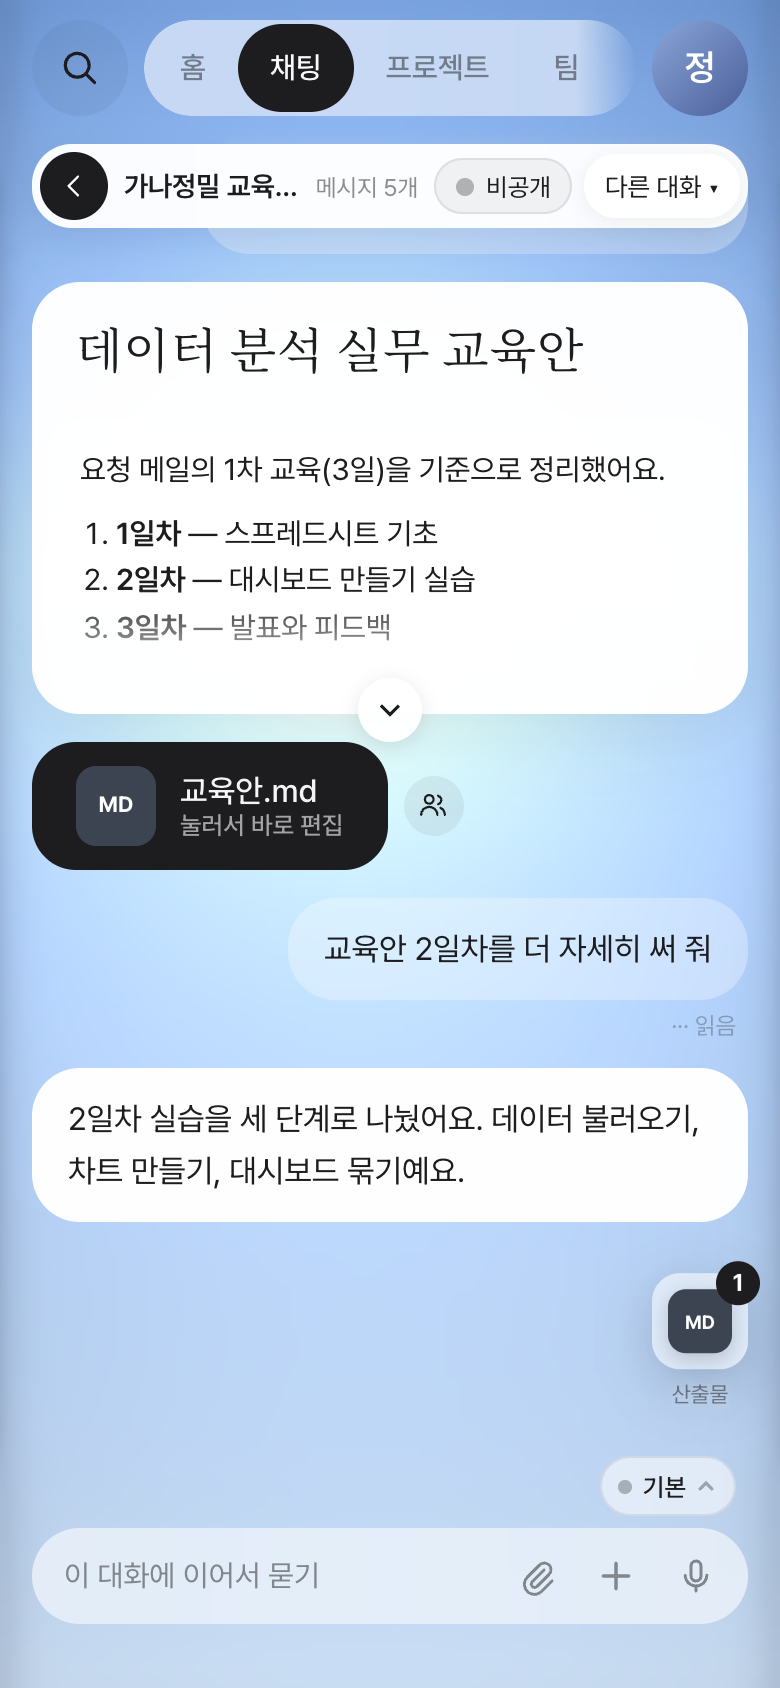 홈 채팅 프로젝트 팀 정
가나정밀 교육... 메시지 5개 비공개 다른 대화 ▾
데이터 분석 실무 교육안
요청 메일의 1차 교육(3일)을 기준으로 정리했어요.
1. 1일차 — 스프레드시트 기초
2. 2일차 — 대시보드 만들기 실습
3. 3일차 — 발표와 피드백
MD 교육안.md
눌러서 바로 편집
교육안 2일차를 더 자세히 써 줘
··· 읽음
2일차 실습을 세 단계로 나눴어요. 데이터 불러오기,
차트 만들기, 대시보드 묶기예요.
1
MD
산출물
기본
이 대화에 이어서 묻기